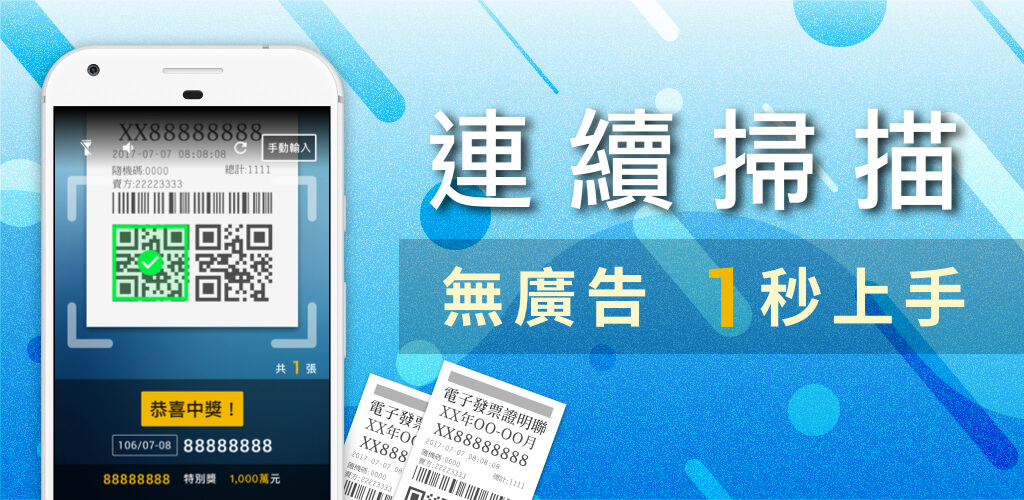 XX88888888
2017-07-07 08:08:08
手動輸入
隨機碼:0000
總計:1111
賣方:22223333
共 1 張
恭喜中獎！
106/07-08 88888888
88888888 特別獎 1,000萬元
連續掃描
無廣告 1秒上手
電子發票
XX年O
XX88
2017-07-07
隨機碼:0000
賣方:22223333
電子發票證明聯
XX年OO-OO月
XX88888888
2017-07-07 08:08:08
隨機碼:0000
總計:1111
賣方:22223333